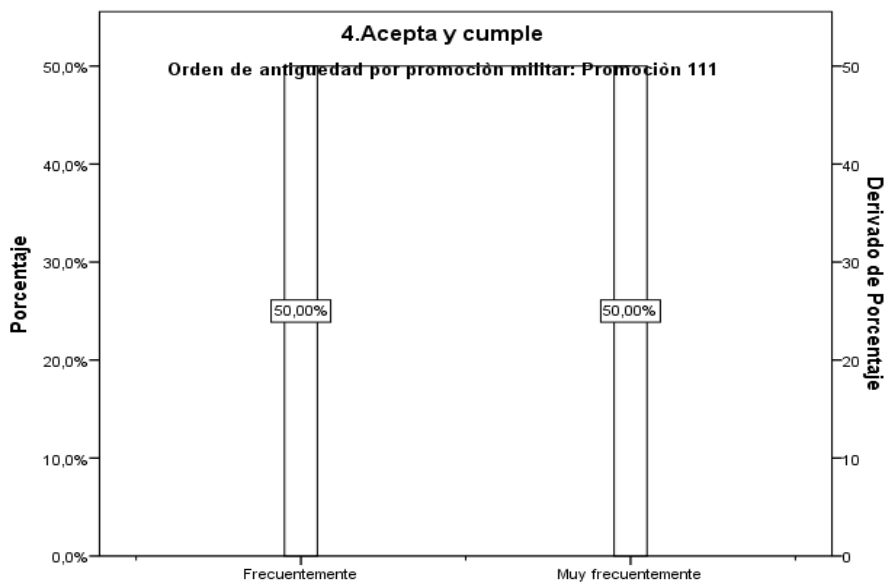 4.Acepta y cumple
Orden de antiguedad por promociòn militar: Promociòn 111
Porcentaje
50,0%
40,0%
30,0%
20,0%
10,0%
0,0%
50,00%
50,00%
Frecuentemente
Muy frecuentemente
50
40
30
20
10
0
Derivado de Porcentaje